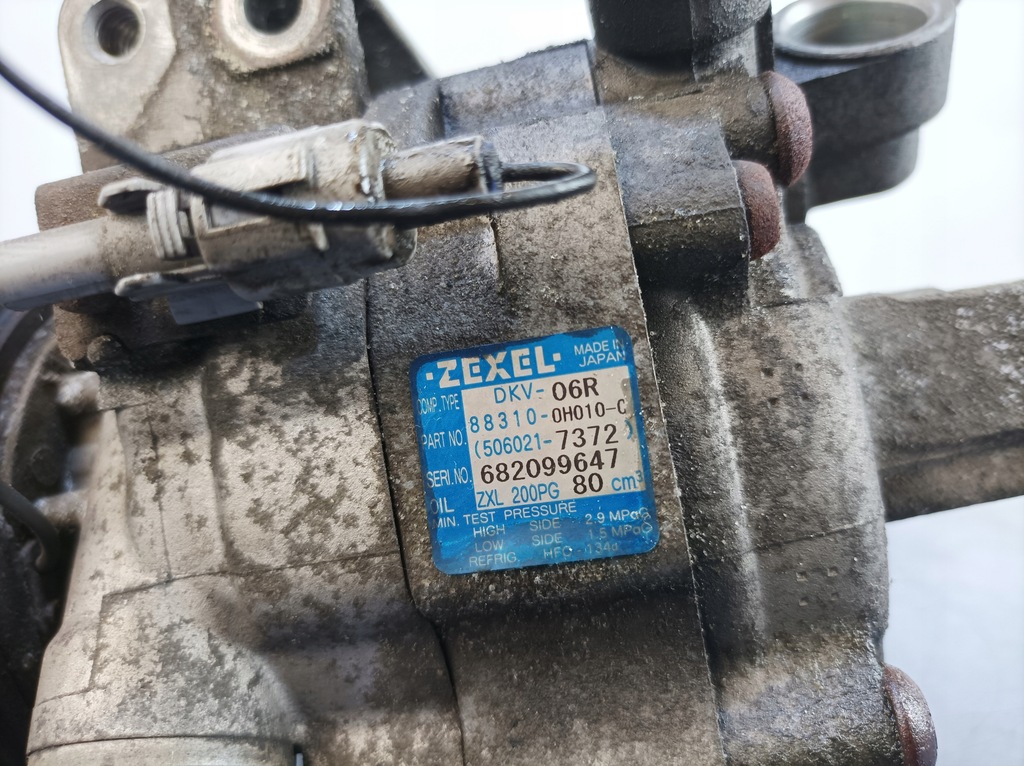 ·ZEXEL· MADE IN JAPAN
COMP. TYPE DKV- 06R
PART NO. 88310-0H010-C
(506021-7372)
SERI.NO. 682099647
OIL ZXL 200PG 80 cm³
MIN. TEST PRESSURE
HIGH SIDE 2.9 MPaG
LOW SIDE 1.5 MPaG
REFRIG. HFC-134a